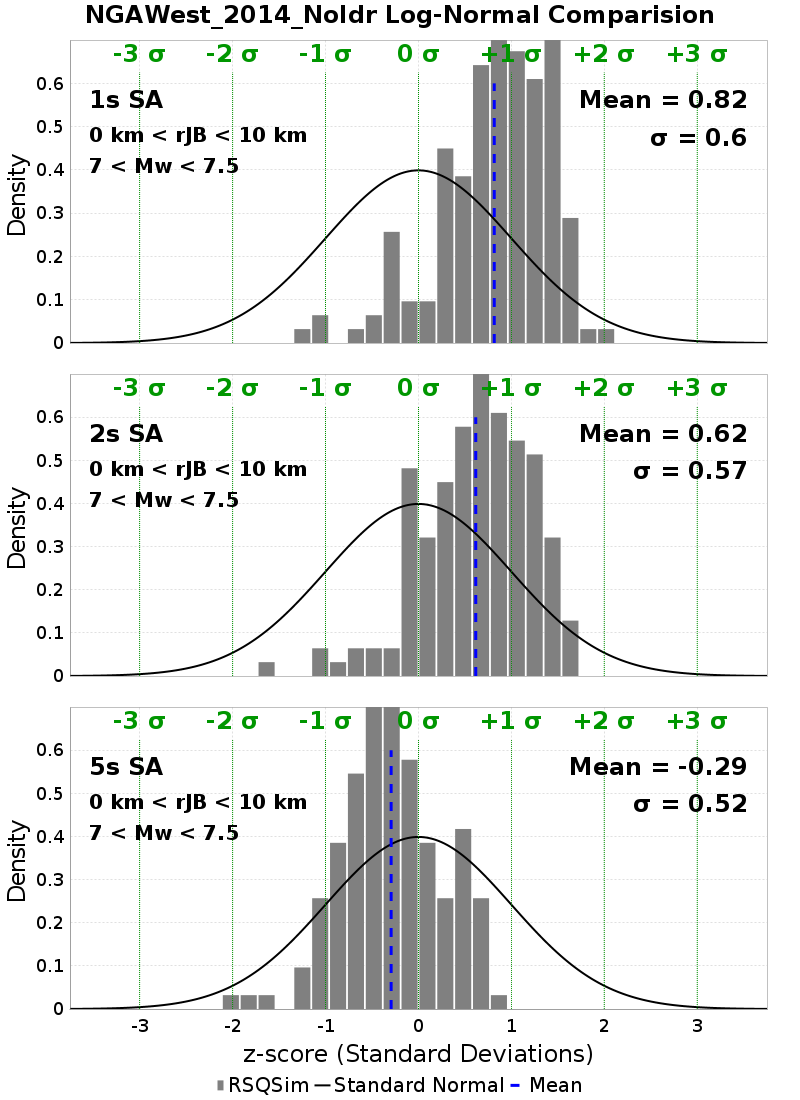 NGAWest_2014_NoIdr Log-Normal Comparision
-3 σ -2 σ -1 σ 0 σ +1 σ +2 σ +3 σ
1s SA
Mean = 0.82
0 km < rJB < 10 km
σ = 0.6
7 < Mw < 7.5
Density
0.6
0.5
0.4
0.3
0.2
0.1
0
-3 σ -2 σ -1 σ 0 σ +1 σ +2 σ +3 σ
2s SA
Mean = 0.62
0 km < rJB < 10 km
σ = 0.57
7 < Mw < 7.5
Density
0.6
0.5
0.4
0.3
0.2
0.1
0
-3 σ -2 σ -1 σ 0 σ +1 σ +2 σ +3 σ
5s SA
Mean = -0.29
0 km < rJB < 10 km
σ = 0.52
7 < Mw < 7.5
Density
0.6
0.5
0.4
0.3
0.2
0.1
0
-3 -2 -1 0 1 2 3
z-score (Standard Deviations)
RSQSim Standard Normal Mean